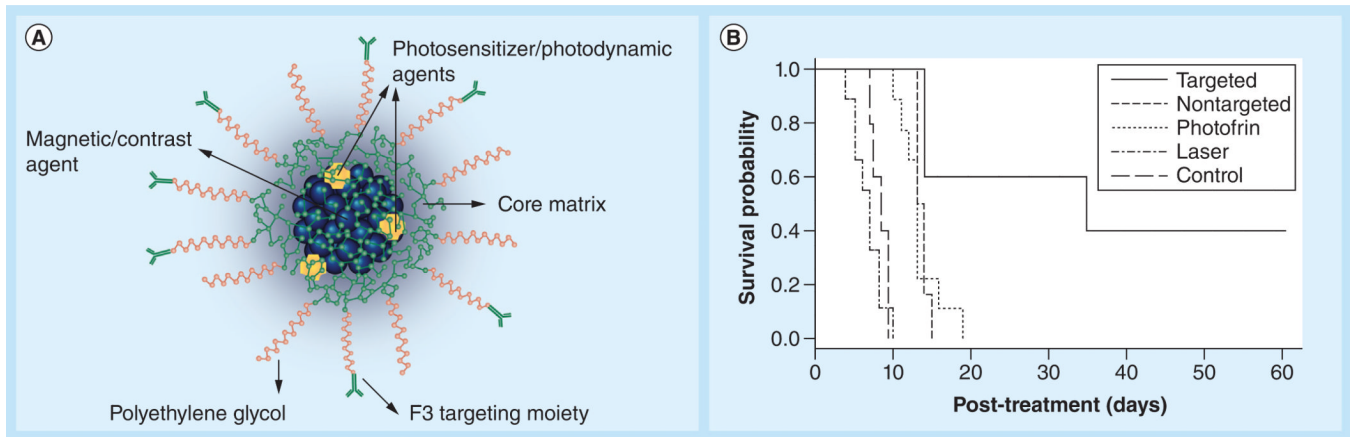 A
Photosensitizer/photodynamic
agents
Magnetic/contrast
agent
Core matrix
Polyethylene glycol
F3 targeting moiety
B
Survival probability
1.0
0.8
0.6
0.4
0.2
0.0
0
10
20
30
40
50
60
Post-treatment (days)
Targeted
Nontargeted
Photofrin
Laser
Control